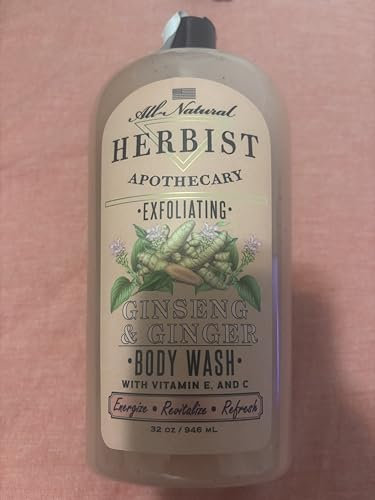 All-Natural
HERBIST
APOTHECARY
•EXFOLIATING•
GINSENG
& GINGER
•BODY WASH•
WITH VITAMIN E, AND C
Energize • Revitalize • Refresh
32 OZ / 946 ML